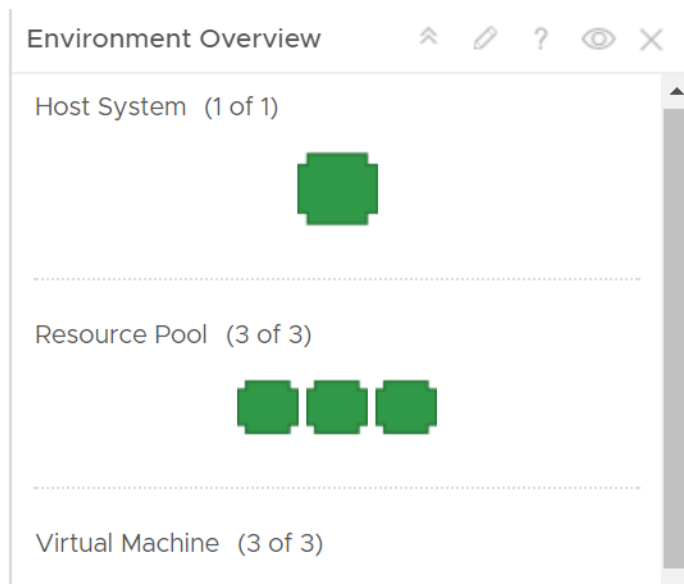 Environment Overview ?
Host System (1 of 1)
Resource Pool (3 of 3)
Virtual Machine (3 of 3)